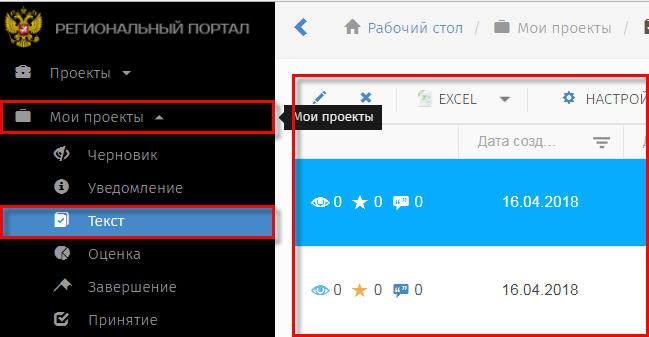 РЕГИОНАЛЬНЫЙ ПОРТАЛ
Рабочий стол / Мои проекты /
Проекты
Мои проекты
Мои проекты
EXCEL
НАСТРОЙ
Дата созд...
Черновик
Уведомление
Текст
Оценка
Завершение
Принятие
0 0 0 16.04.2018
0 0 0 16.04.2018